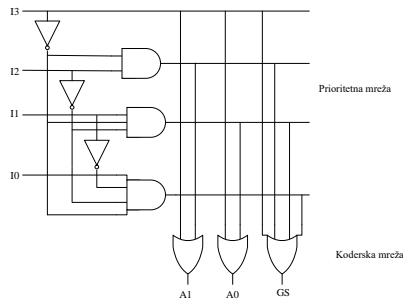 I3
I2
Prioritetna mreža
I1
I0
Koderska mreža
A1 A0 GS